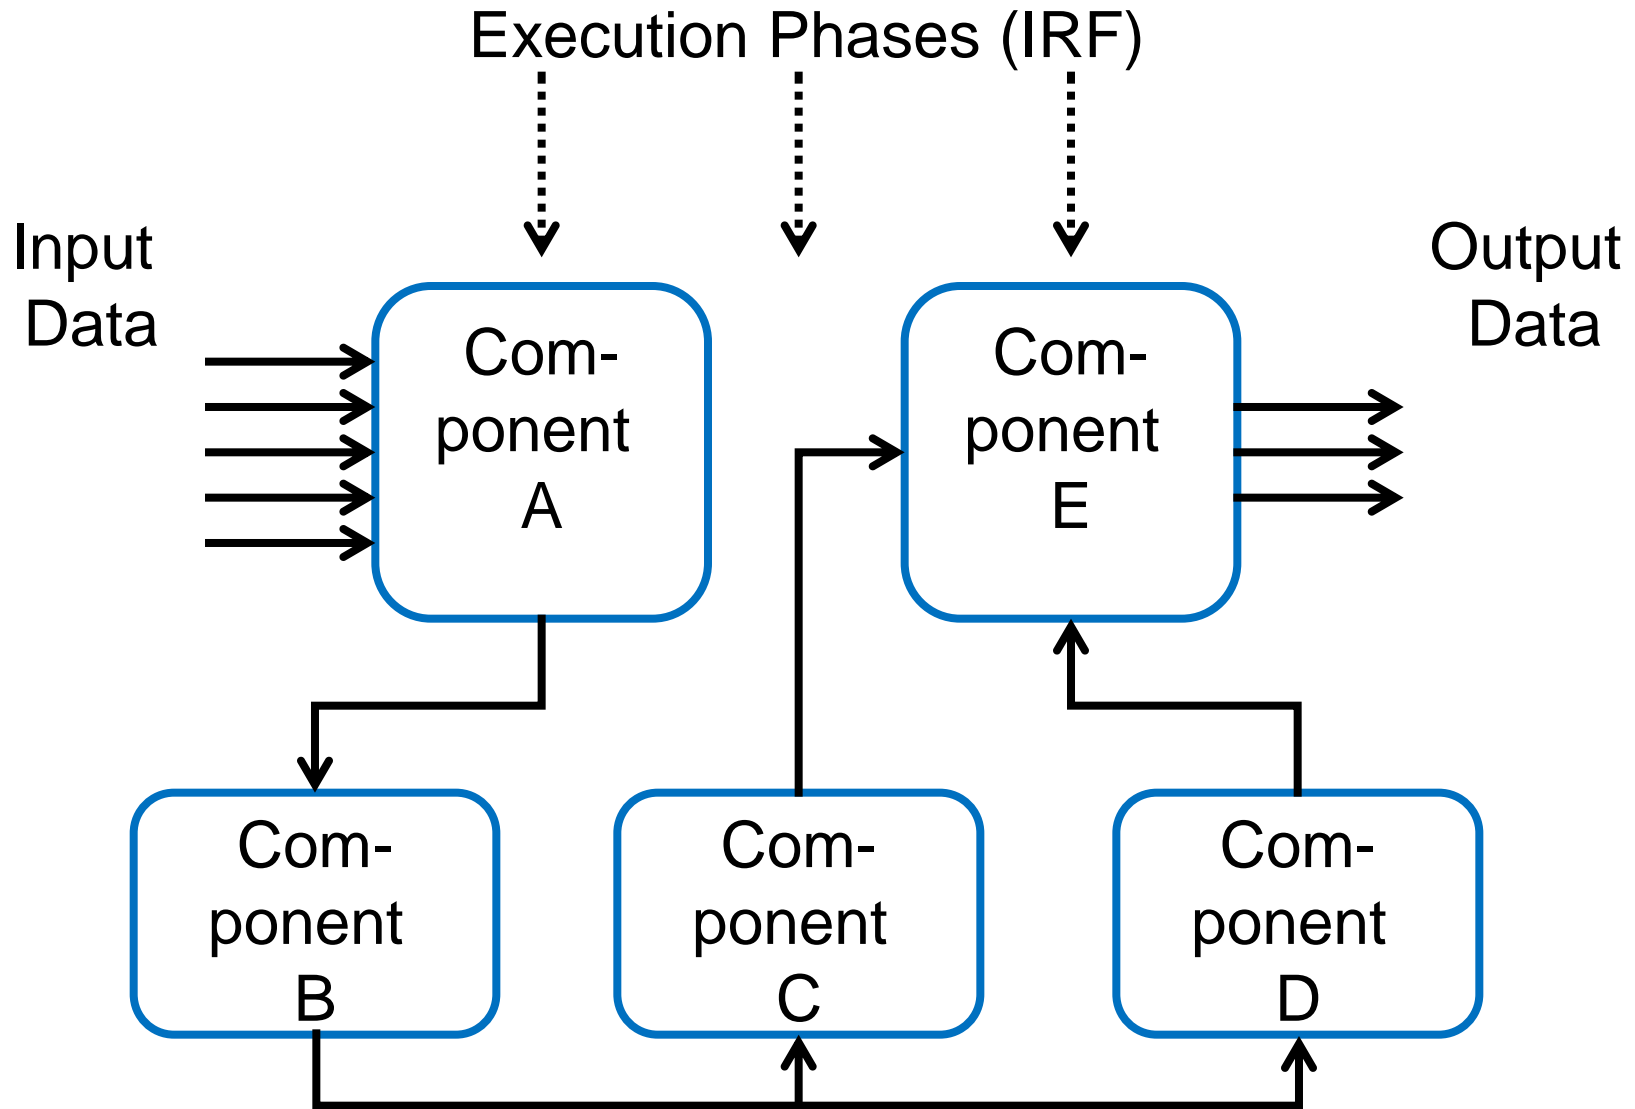 Execution Phases (IRF)
Input
Data
Output
Data
Com-
ponent
A
Com-
ponent
E
Com-
ponent
B
Com-
ponent
C
Com-
ponent
D